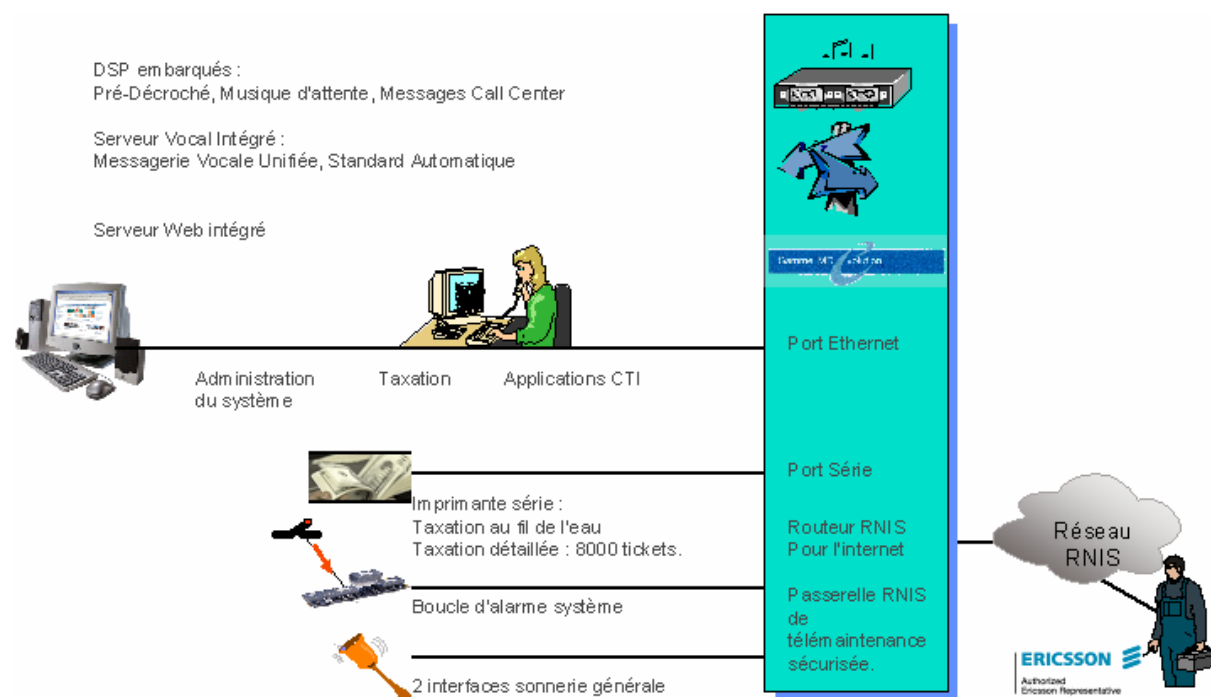 DSP embarqués :
Pré-Décroché, Musique d'attente, Messages Call Center
Serveur Vocal Intégré :
Messagerie Vocale Unifiée, Standard Automatique
Serveur Web intégré
Gamme MD
volution
Port Ethernet
Administration
du système
Taxation
Applications CTI
Port Série
Imprimante série :
Taxation au fil de l'eau
Taxation détaillée : 8000 tickets.
Routeur RNIS
Pour l'internet
Réseau
RNIS
Boucle d'alarme système
Passerelle RNIS
de
télémaintenance
sécurisée.
2 interfaces sonnerie générale
ERICSSON
Authorized
Ericsson Representative